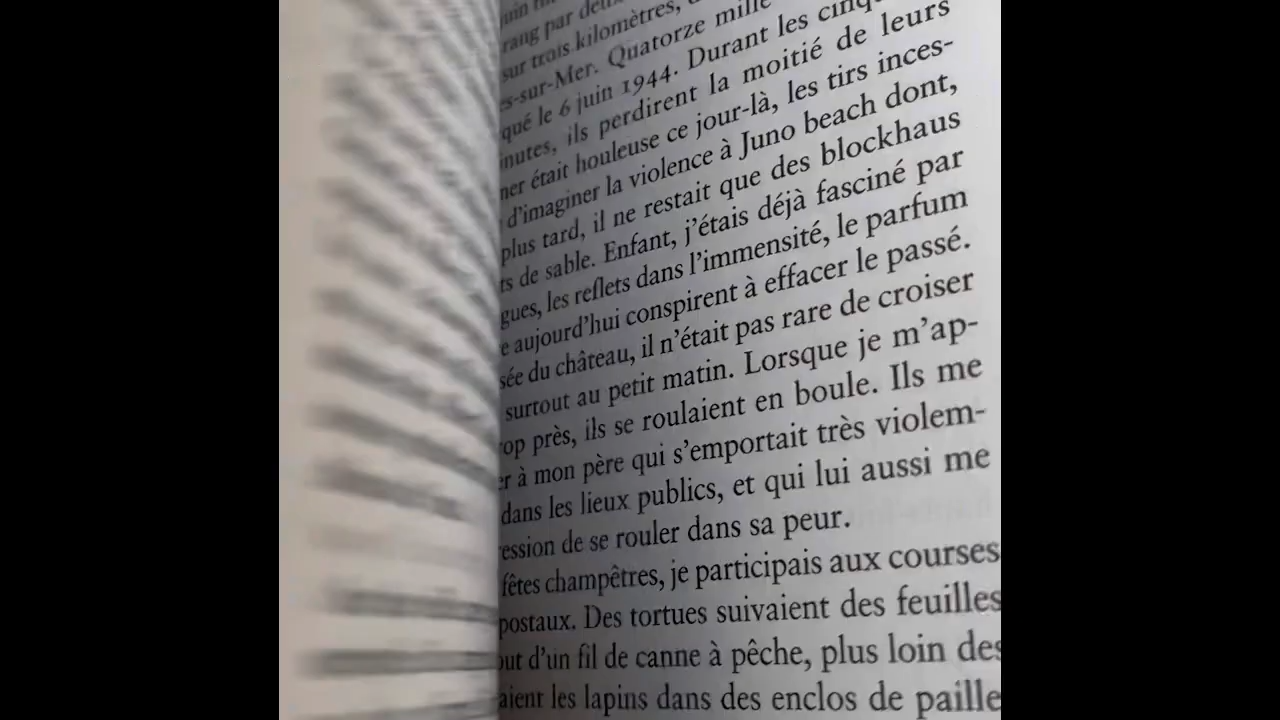 rang par deux
sur trois kilomètres,
es-sur-Mer. Quatorze mille
qué le 6 juin 1944. Durant les cinq
inutes, ils perdirent la moitié de leurs
ner était houleuse ce jour-là, les tirs inces-
d'imaginer la violence à Juno beach dont,
plus tard, il ne restait que des blockhaus
ts de sable. Enfant, j'étais déjà fasciné par
gues, les reflets dans l'immensité, le parfum
e aujourd'hui conspirent à effacer le passé.
sée du château, il n'était pas rare de croiser
surtout au petit matin. Lorsque je m'ap-
rop près, ils se roulaient en boule. Ils me
er à mon père qui s'emportait très violem-
dans les lieux publics, et qui lui aussi me
ession de se rouler dans sa peur.
fêtes champêtres, je participais aux courses
postaux. Des tortues suivaient des feuilles
out d'un fil de canne à pêche, plus loin des
aient les lapins dans des enclos de paille